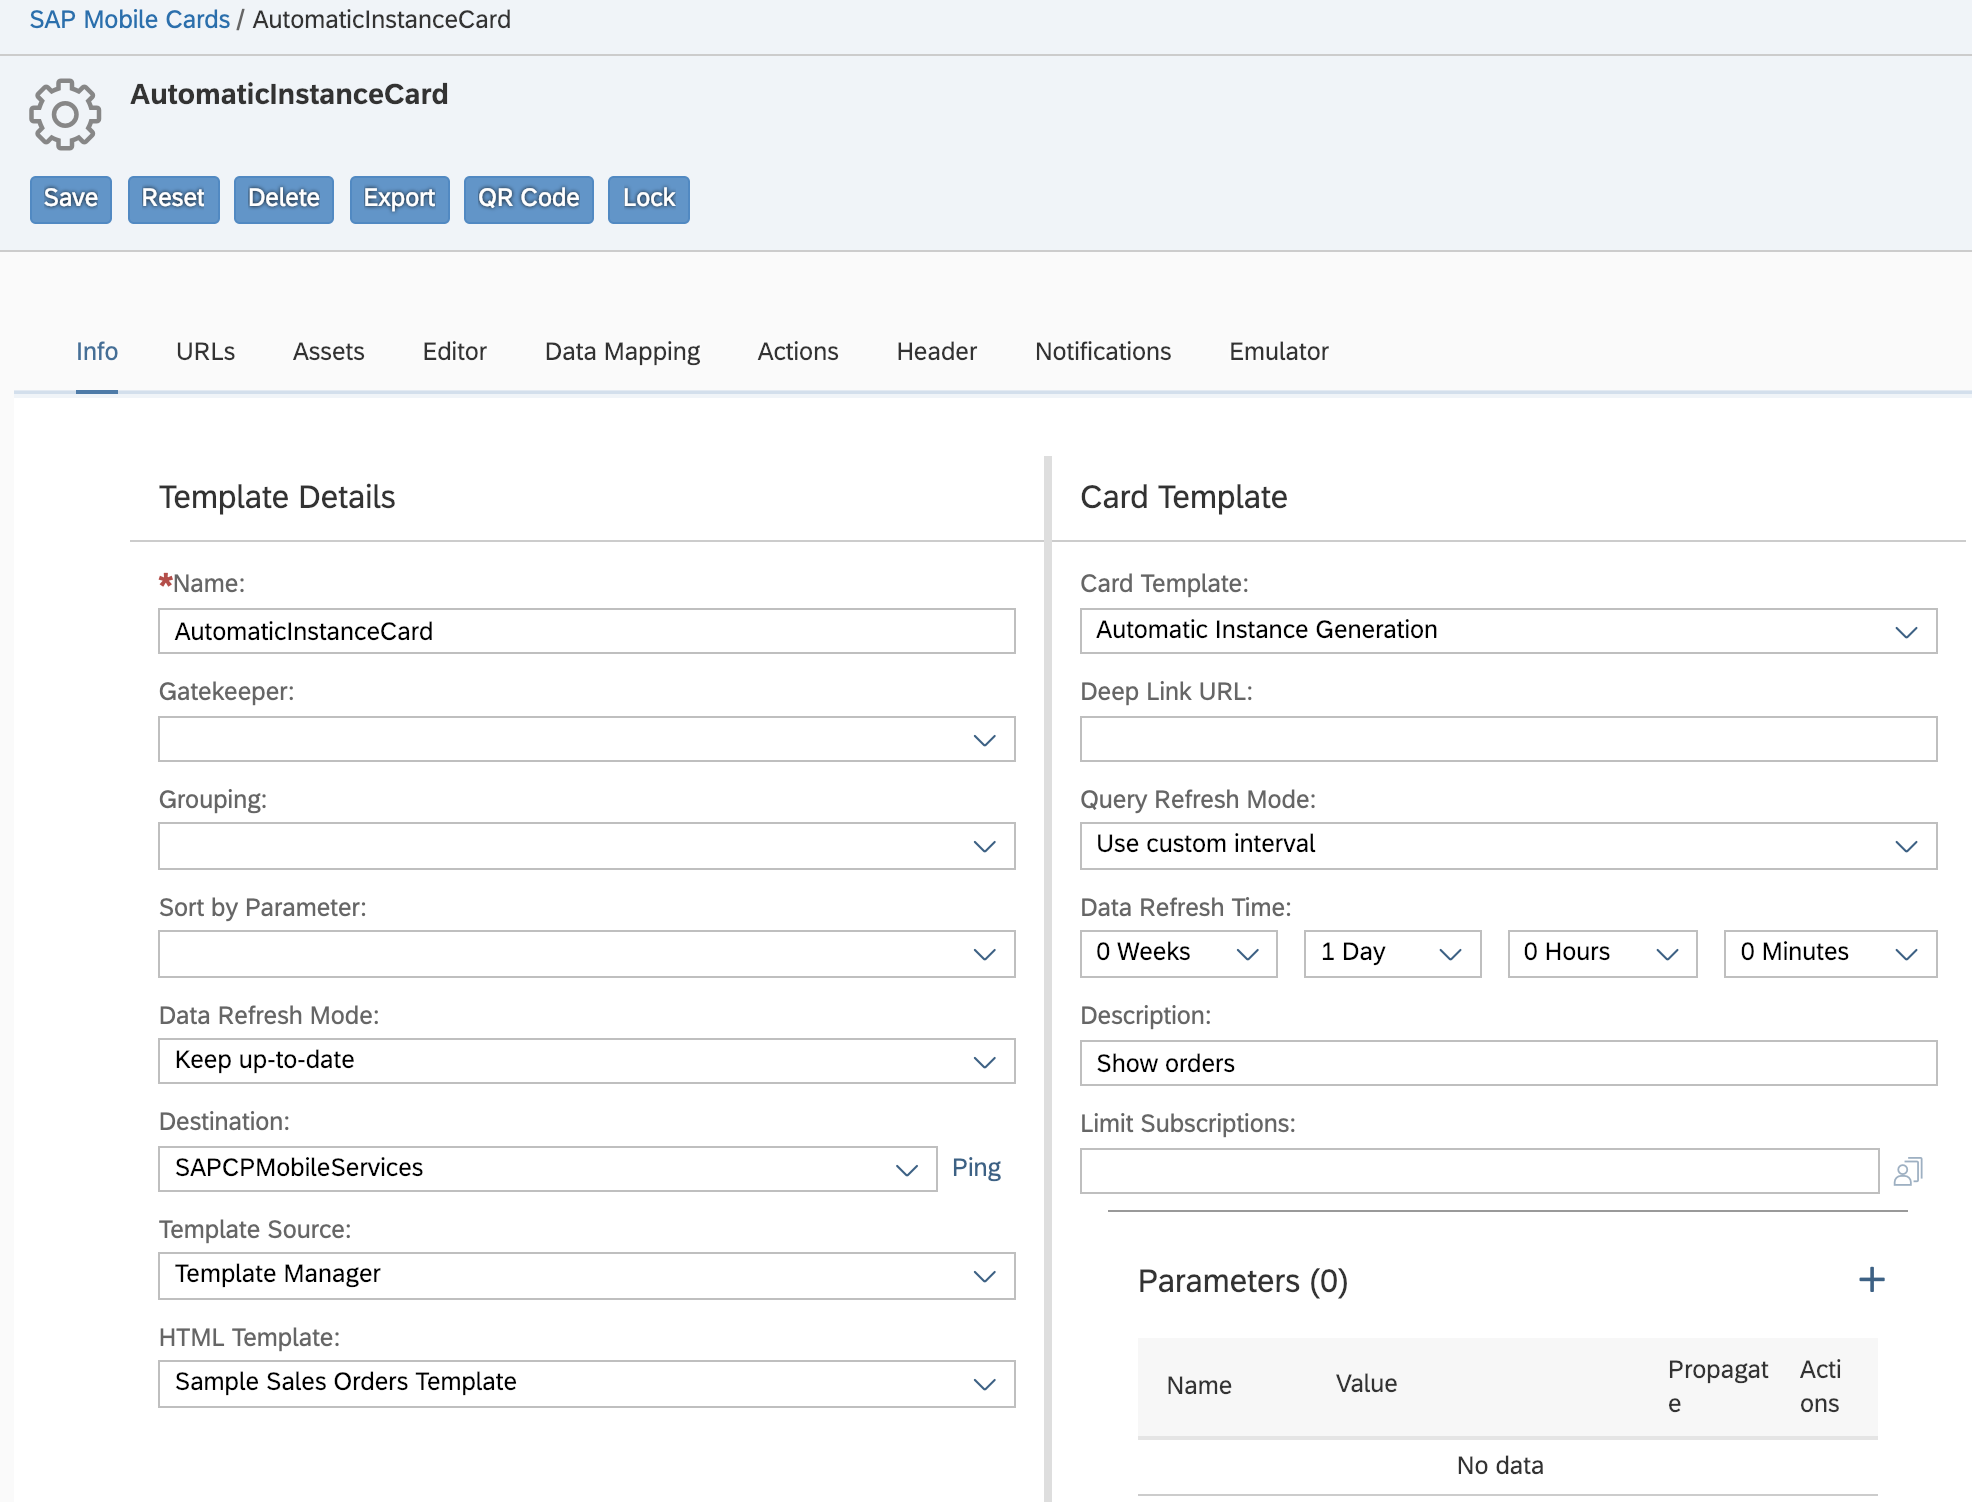 SAP Mobile Cards / AutomaticInstanceCard
AutomaticInstanceCard
Save Reset Delete Export QR Code Lock
Info URLs Assets Editor Data Mapping Actions Header Notifications Emulator
Template Details
*Name:
AutomaticInstanceCard
Gatekeeper:
Grouping:
Sort by Parameter:
Data Refresh Mode:
Keep up-to-date
Destination:
SAPCPMobileServices Ping
Template Source:
Template Manager
HTML Template:
Sample Sales Orders Template
Card Template
Card Template:
Automatic Instance Generation
Deep Link URL:
Query Refresh Mode:
Use custom interval
Data Refresh Time:
0 Weeks 1 Day 0 Hours 0 Minutes
Description:
Show orders
Limit Subscriptions:
Parameters (0)
Name Value Propagat Acti
e ons
No data